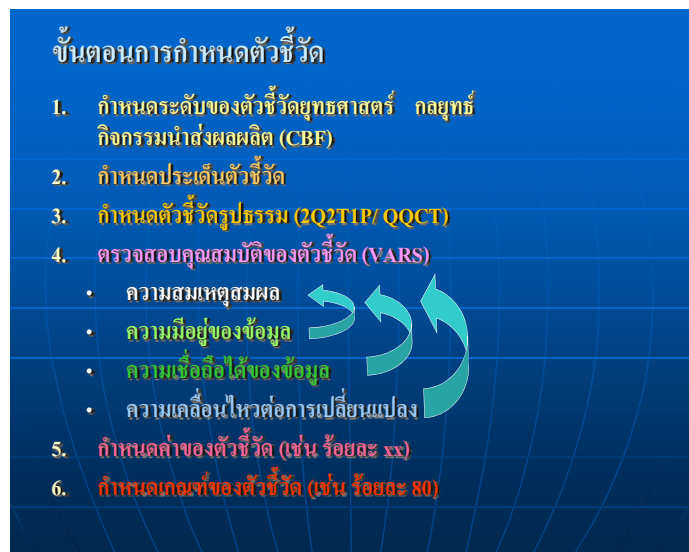 ขั้นตอนการกำหนดตัวชี้วัด
1. กำหนดระดับของตัวชี้วัดยุทธศาสตร์ กลยุทธ์
กิจกรรมนำส่งผลผลิต (CBF)
2. กำหนดประเด็นตัวชี้วัด
3. กำหนดตัวชี้วัดรูปธรรม (2Q2T1P/ QQCT)
4. ตรวจสอบคุณสมบัติของตัวชี้วัด (VARS)
• ความสมเหตุสมผล
• ความมีอยู่ของข้อมูล
• ความเชื่อถือได้ของข้อมูล
• ความเคลื่อนไหวต่อการเปลี่ยนแปลง
5. กำหนดค่าของตัวชี้วัด (เช่น ร้อยละ xx)
6. กำหนดเกณฑ์ของตัวชี้วัด (เช่น ร้อยละ 80)